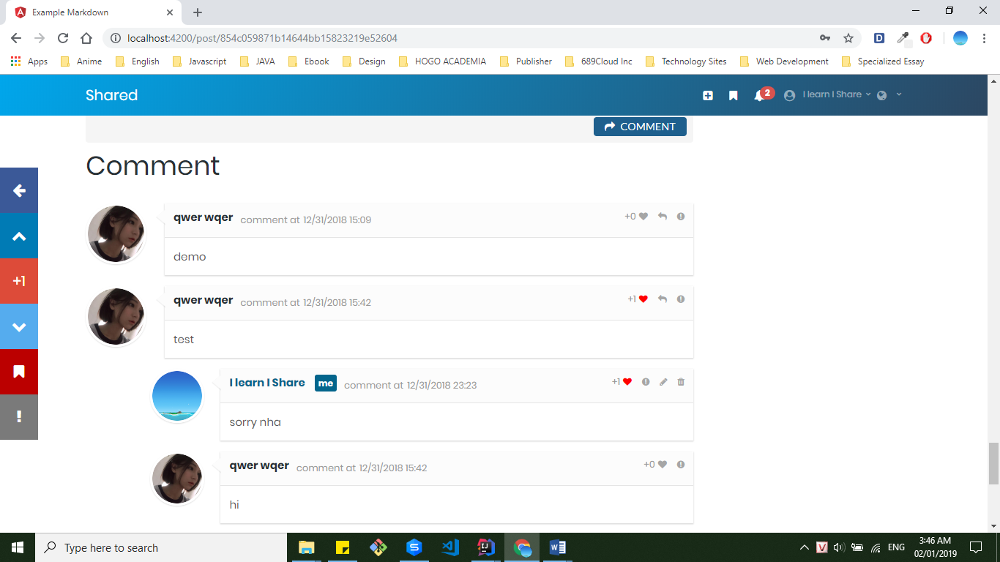 Example Markdown
localhost:4200/post/854c059871b14644bb15823219e52604
Apps Anime English Javascript JAVA Ebook Design HOGO ACADEMIA Publisher 689Cloud Inc Technology Sites Web Development Specialized Essay
Shared 2 I learn I Share
COMMENT
Comment
+1
qwer wqer comment at 12/31/2018 15:09 +0
demo
qwer wqer comment at 12/31/2018 15:42 +1
test
I learn I Share me comment at 12/31/2018 23:23 +1
sorry nha
qwer wqer comment at 12/31/2018 15:42 +0
hi
Type here to search
ENG
3:46 AM
02/01/2019